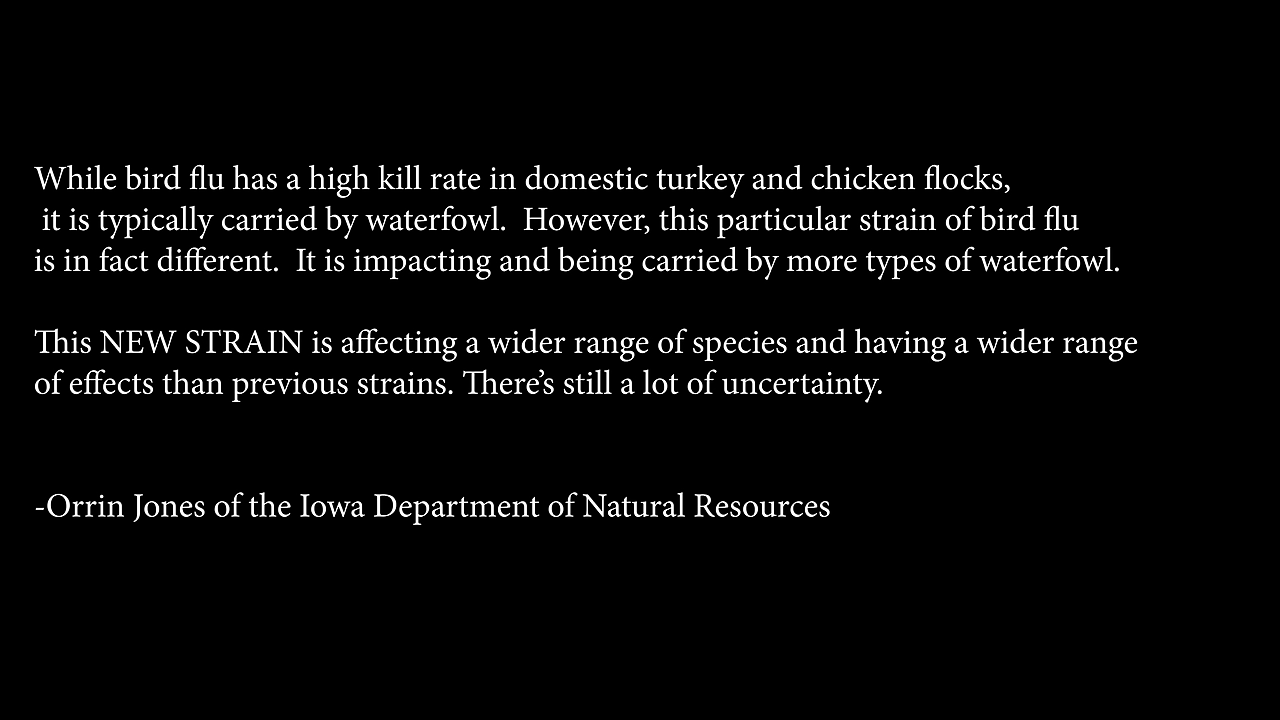 While bird flu has a high kill rate in domestic turkey and chicken flocks,
it is typically carried by waterfowl.  However, this particular strain of bird flu
is in fact different.  It is impacting and being carried by more types of waterfowl.
This NEW STRAIN is affecting a wider range of species and having a wider range
of effects than previous strains. There’s still a lot of uncertainty.
-Orrin Jones of the Iowa Department of Natural Resources